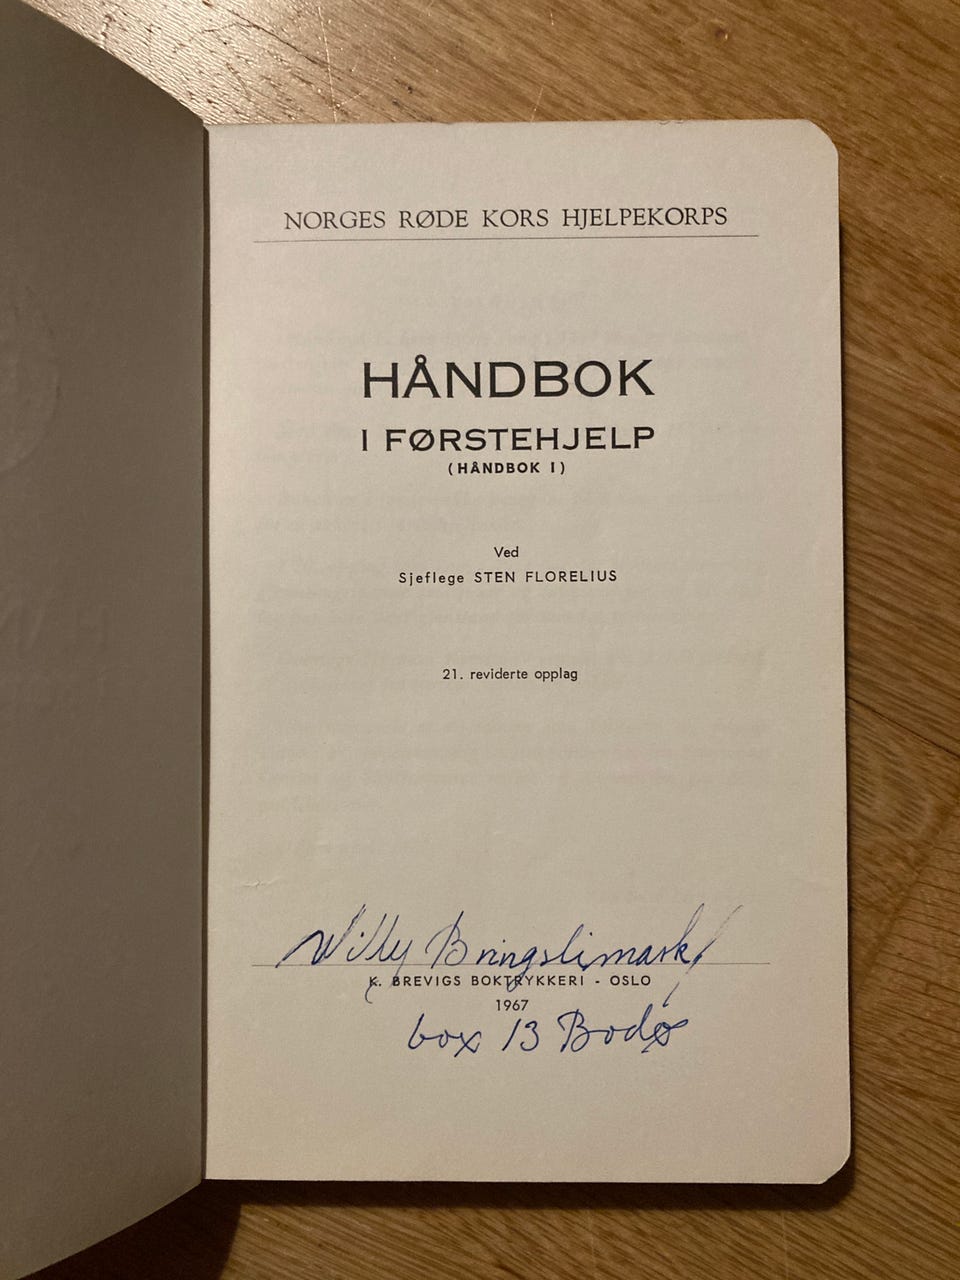 NORGES RØDE KORS HJELPEKORPS
HÅNDBOK
I FØRSTEHJELP
(HÅNDBOK I)
Ved
Sjeflege STEN FLORELIUS
21. reviderte opplag
Willy Bringslimark
K. BREVIGS BOKTRYKKERI - OSLO
1967
box 13 Bodø